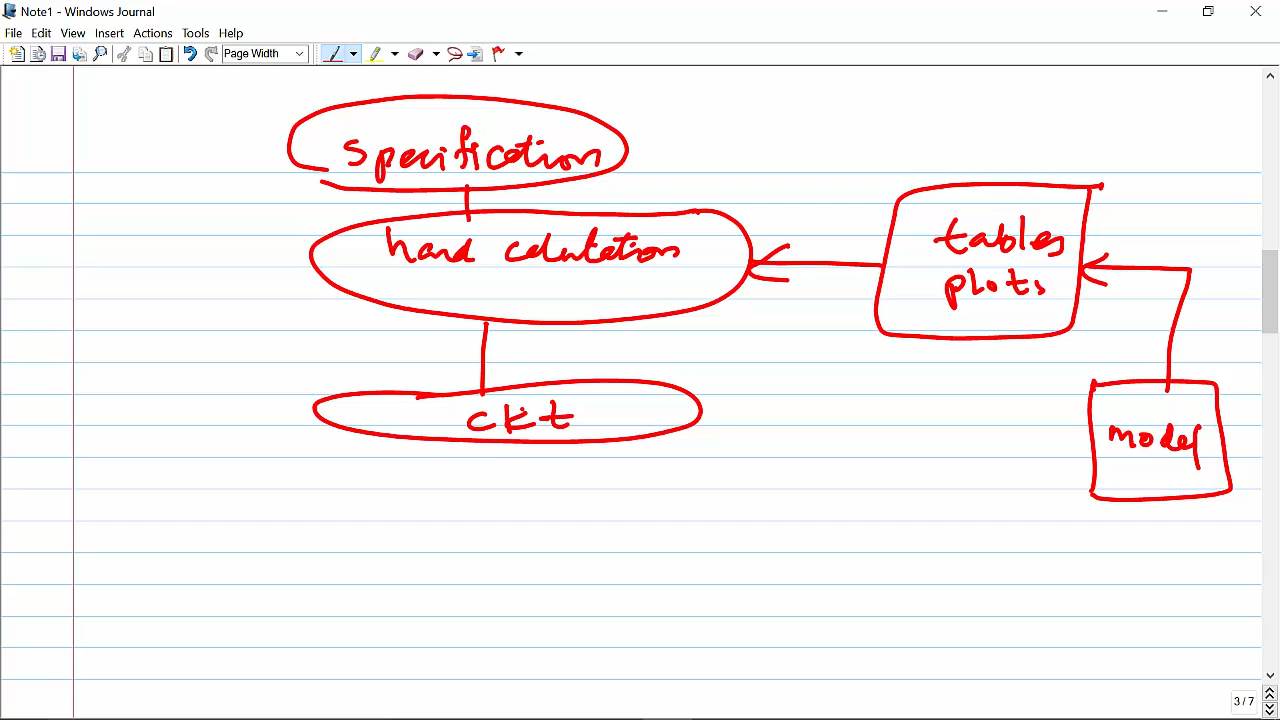 Note1 - Windows Journal
File Edit View Insert Actions Tools Help
Page Width
specification
hand calculations
tables
plots
ckt
model
3 / 7